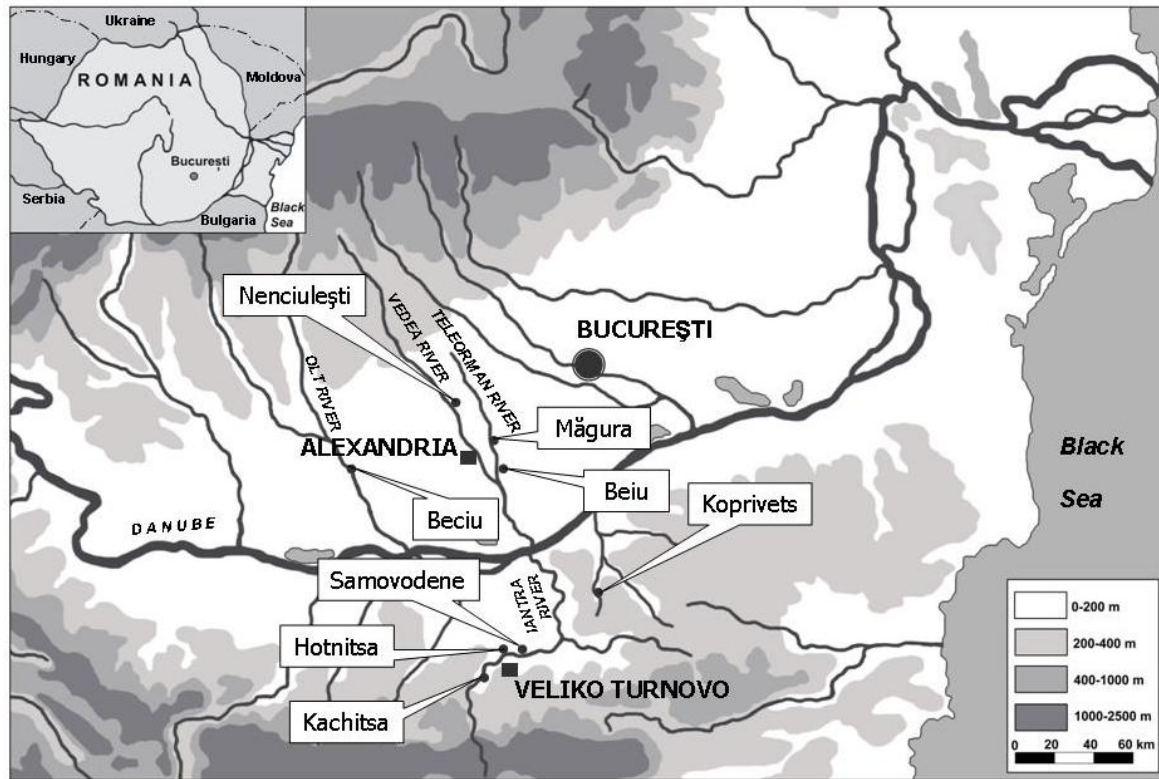 Ukraine
Hungary
ROMANIA
Moldova
Bucureşti
Serbia
Bulgaria
Black
Sea
Nenciuleşti
VEDEA RIVER
TELEORMAN RIVER
BUCUREŞTI
OLT RIVER
Măgura
ALEXANDRIA
Beiu
Beciu
Koprivets
Black
Sea
DANUBE
Samovodene
IANTRA
RIVER
Hotnitsa
VELIKO TURNOVO
Kachitsa
0-200 m
200-400 m
400-1000 m
1000-2500 m
0 20 40 60 km